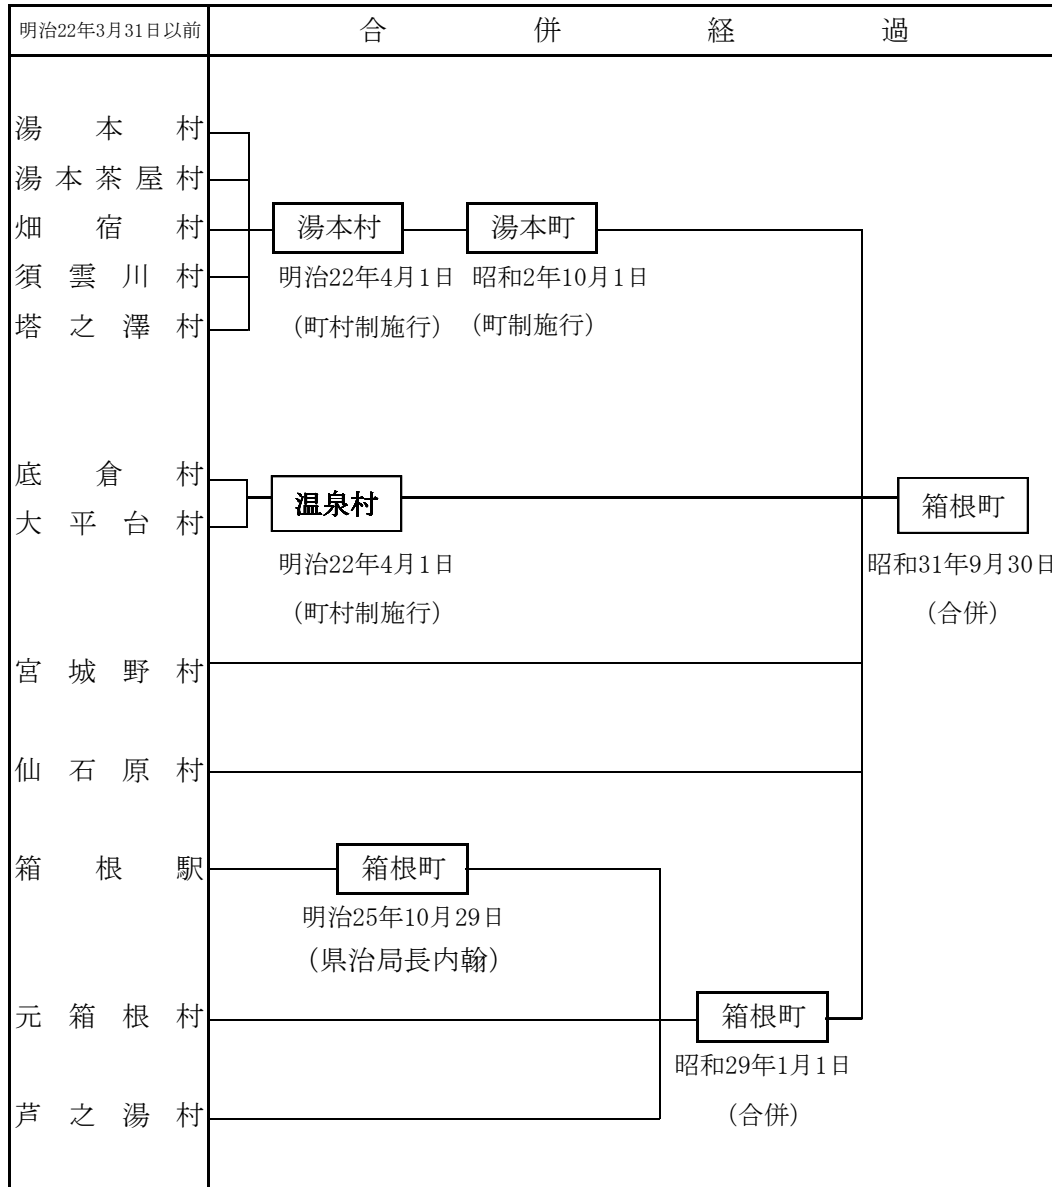 明治22年3月31日以前
合併経過
湯本村
湯本茶屋村
畑宿村
須雲川村
塔之澤村
湯本村
明治22年4月1日
(町村制施行)
湯本町
昭和2年10月1日
(町制施行)
底倉村
大平台村
温泉村
明治22年4月1日
(町村制施行)
箱根町
昭和31年9月30日
(合併)
宮城野村
仙石原村
箱根駅
箱根町
明治25年10月29日
(県治局長内翰)
元箱根村
箱根町
昭和29年1月1日
(合併)
芦之湯村